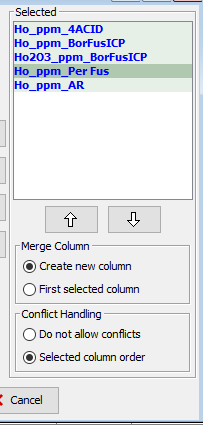 Selected
Ho_ppm_4ACID
Ho_ppm_BorFusICP
Ho2O3_ppm_BorFusICP
Ho_ppm_Per Fus
Ho_ppm_AR
Merge Column
Create new column
First selected column
Conflict Handling
Do not allow conflicts
Selected column order
Cancel